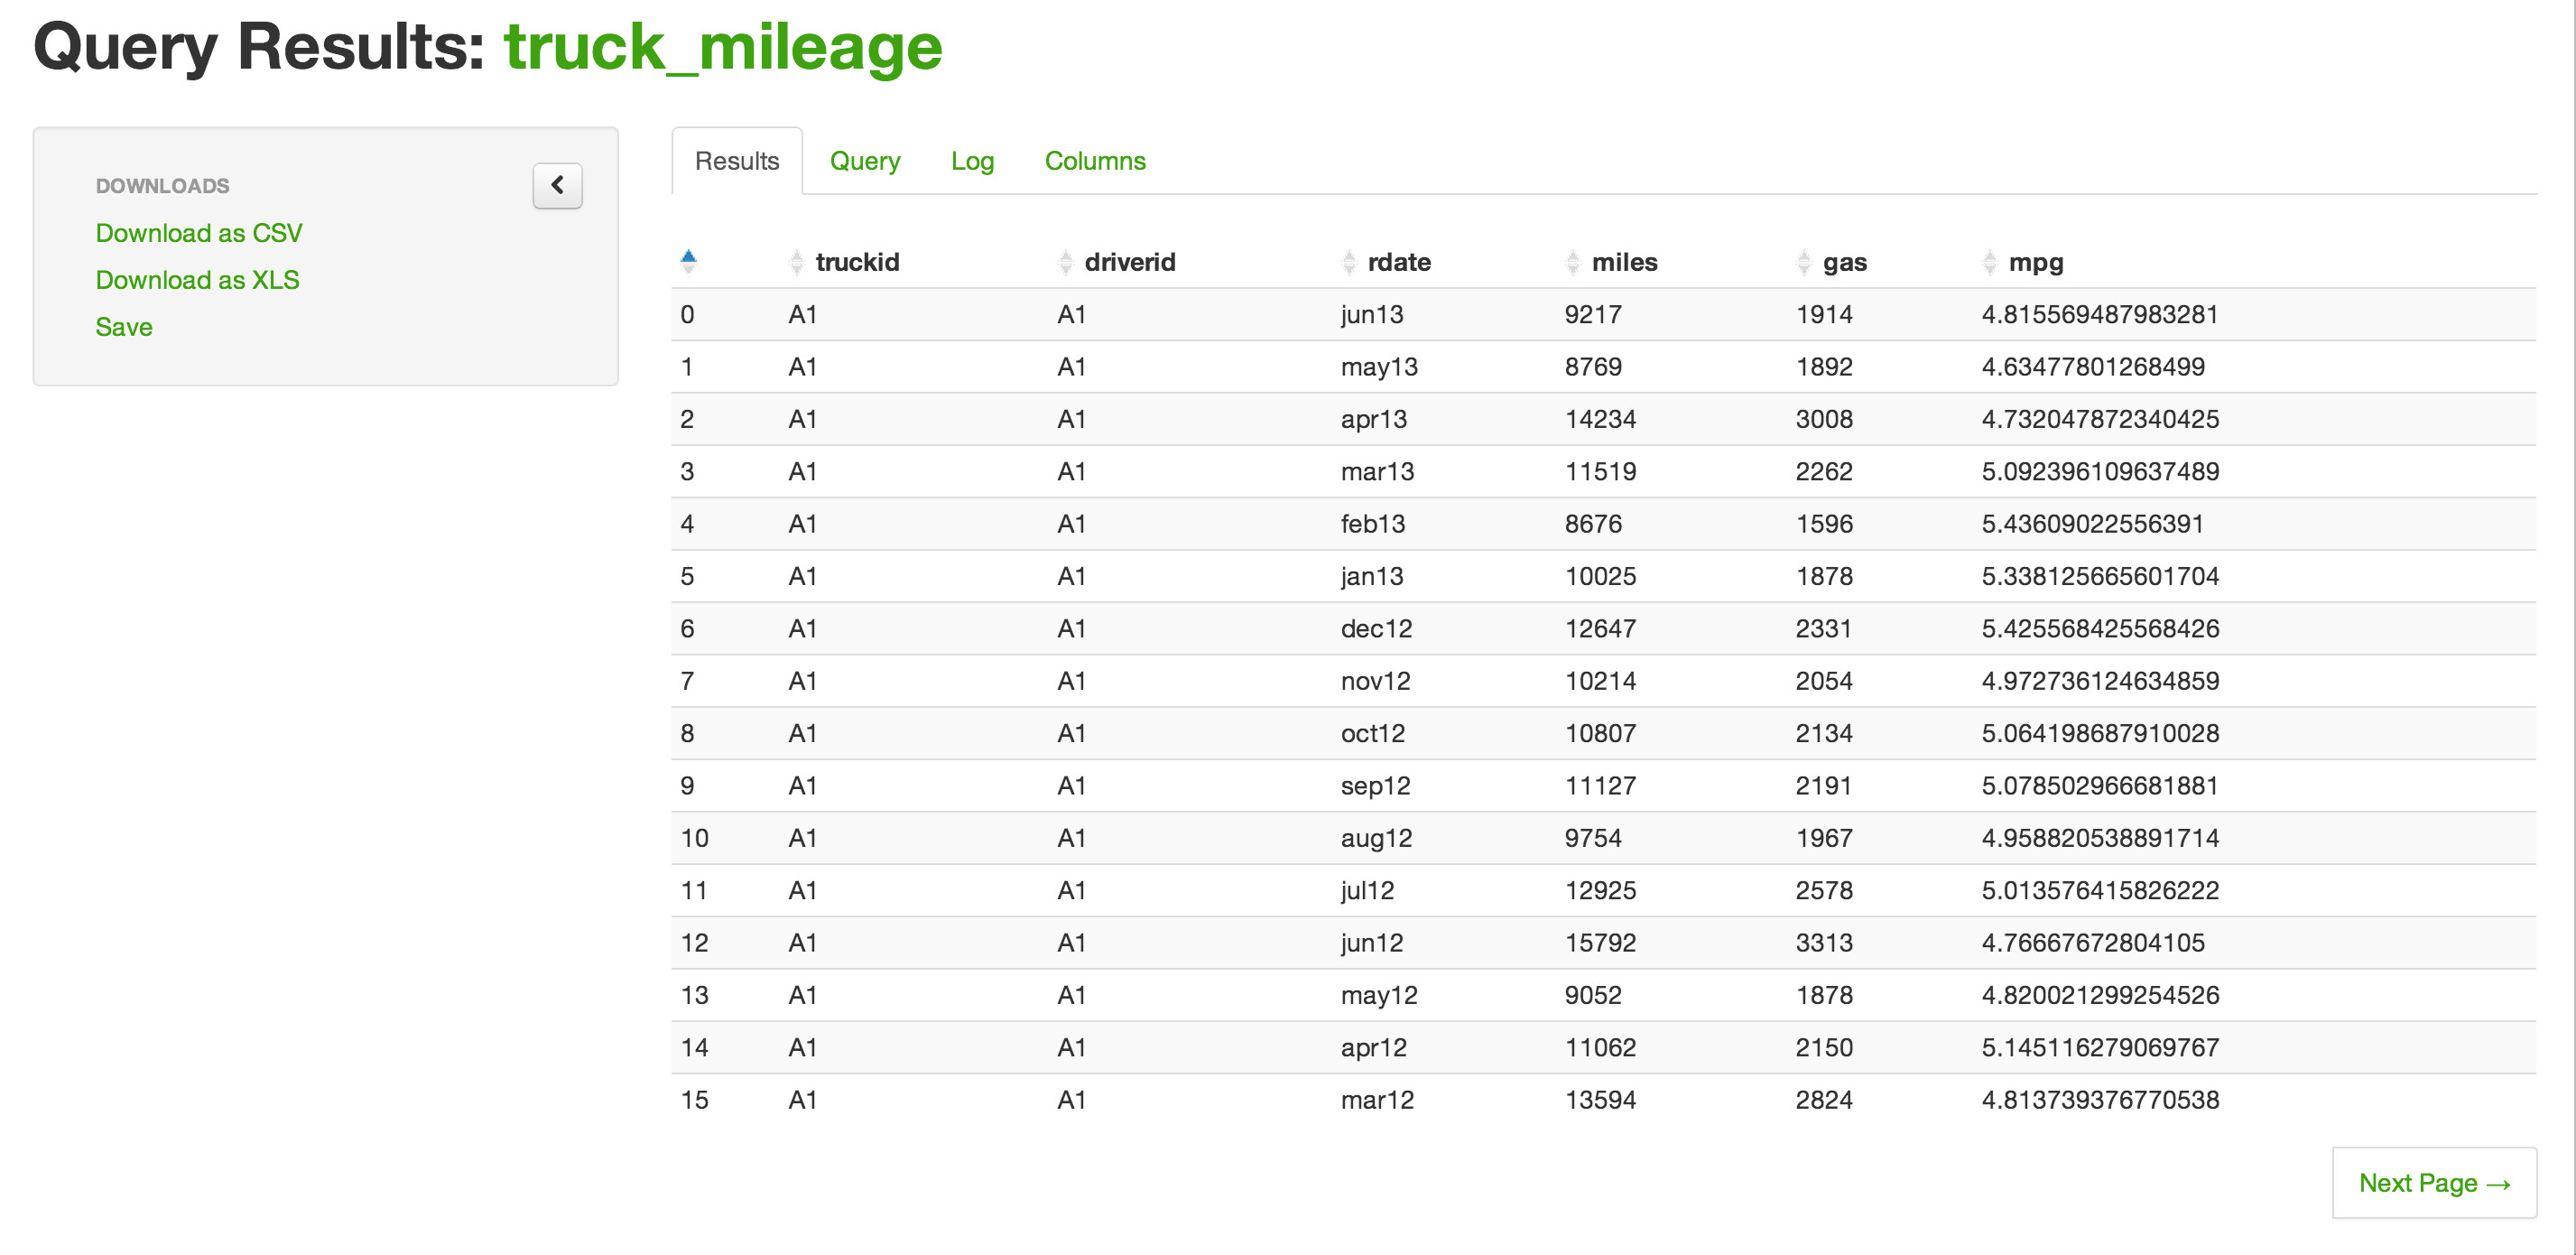 Query Results: truck_mileage
DOWNLOADS
Download as CSV
Download as XLS
Save
Results Query Log Columns
truckid driverid rdate miles gas mpg
0 A1 A1 jun13 9217 1914 4.815569487983281
1 A1 A1 may13 8769 1892 4.63477801268499
2 A1 A1 apr13 14234 3008 4.732047872340425
3 A1 A1 mar13 11519 2262 5.092396109637489
4 A1 A1 feb13 8676 1596 5.43609022556391
5 A1 A1 jan13 10025 1878 5.338125665601704
6 A1 A1 dec12 12647 2331 5.425568425568426
7 A1 A1 nov12 10214 2054 4.972736124634859
8 A1 A1 oct12 10807 2134 5.064198687910028
9 A1 A1 sep12 11127 2191 5.078502966681881
10 A1 A1 aug12 9754 1967 4.958820538891714
11 A1 A1 jul12 12925 2578 5.013576415826222
12 A1 A1 jun12 15792 3313 4.76667672804105
13 A1 A1 may12 9052 1878 4.820021299254526
14 A1 A1 apr12 11062 2150 5.145116279069767
15 A1 A1 mar12 13594 2824 4.813739376770538
Next Page →